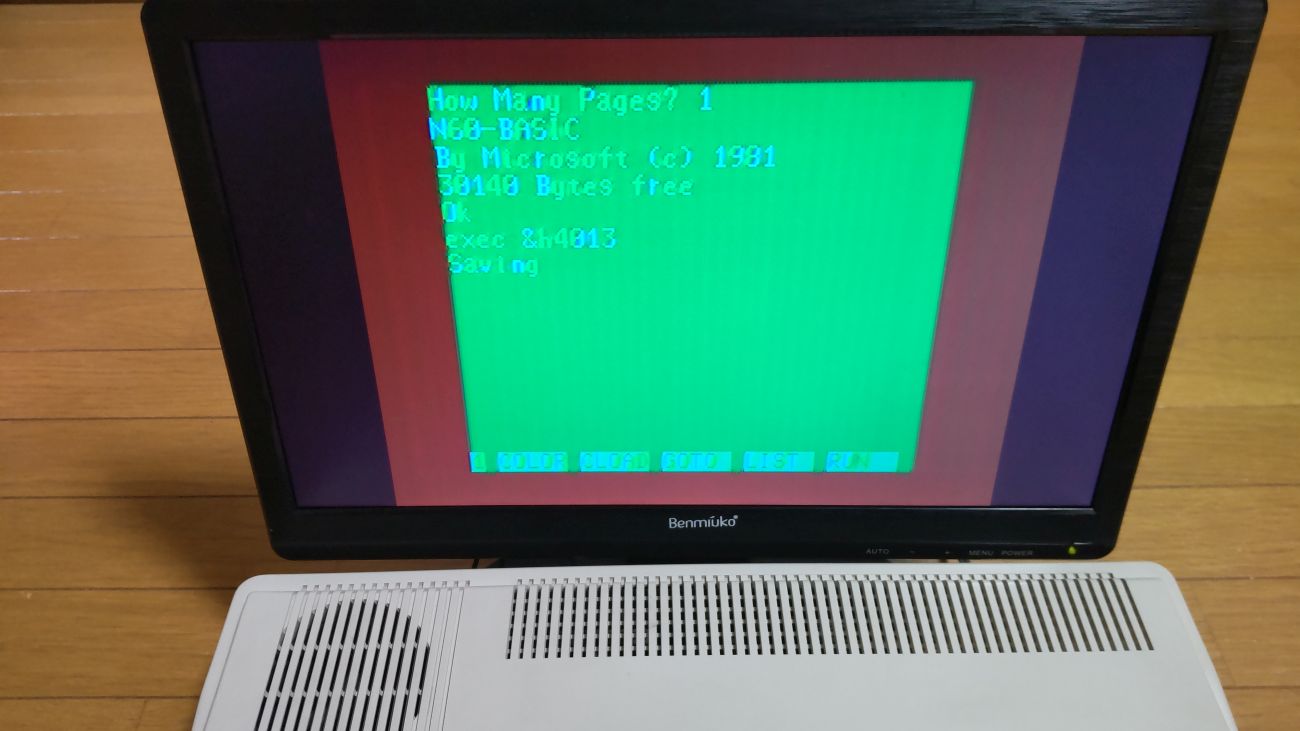 How Many Pages? 1
N60-BASIC
By Microsoft (c) 1981
30140 Bytes free
Ok
exec &h4013
Saving
COLOR CLOAD GOTO LIST RUN
Benmiuko
AUTO - + MENU POWER